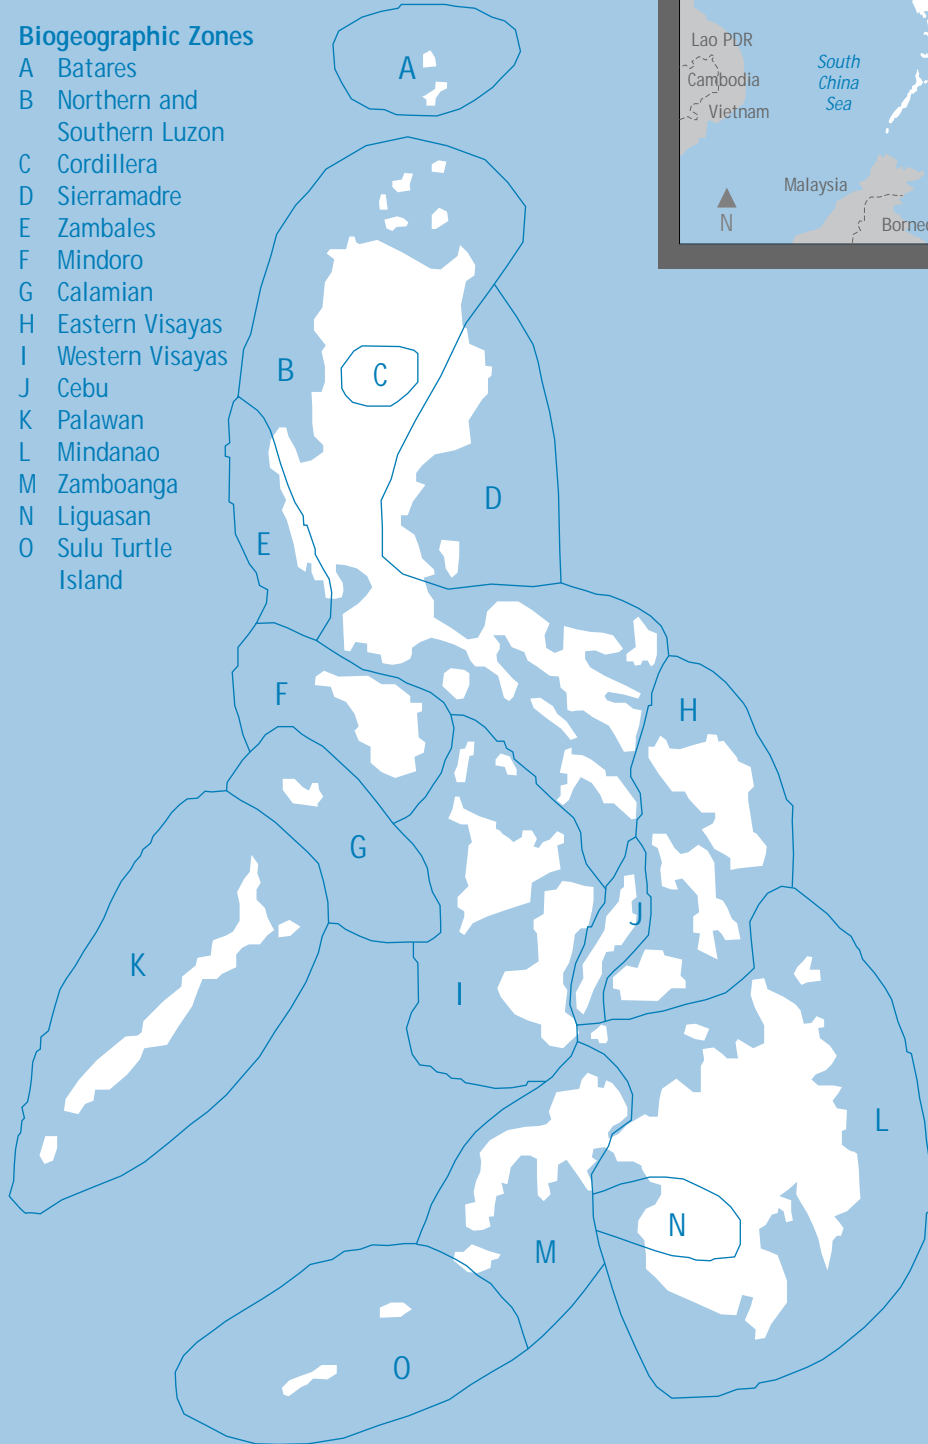 Biogeographic Zones
A Batares
B Northern and
Southern Luzon
C Cordillera
D Sierramadre
E Zambales
F Mindoro
G Calamian
H Eastern Visayas
I Western Visayas
J Cebu
K Palawan
L Mindanao
M Zamboanga
N Liguasan
O Sulu Turtle
Island
Lao PDR
Cambodia
Vietnam
South
China
Sea
Malaysia
Borneo
N
A
B
C
D
E
F
H
G
J
K
I
L
N
M
O